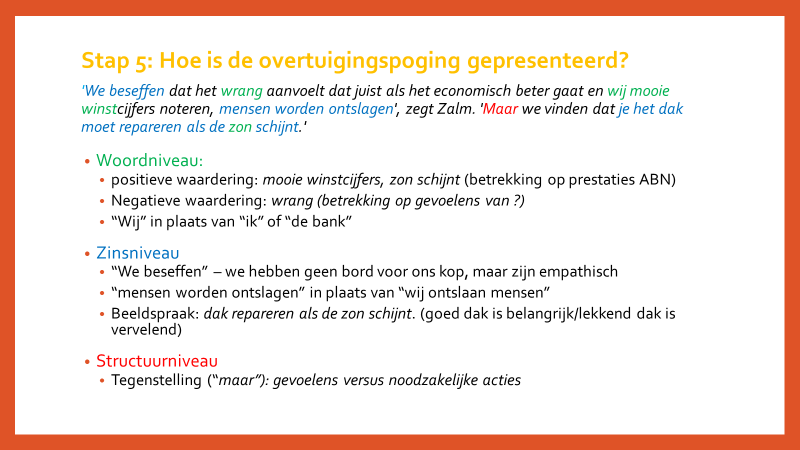 Stap 5: Hoe is de overtuigingspoging gepresenteerd?
'We beseffen dat het wrang aanvoelt dat juist als het economisch beter gaat en wij mooie
winstcijfers noteren, mensen worden ontslagen', zegt Zalm. 'Maar we vinden dat je het dak
moet repareren als de zon schijnt.'
• Woordniveau:
• positieve waardering: mooie winstcijfers, zon schijnt (betrekking op prestaties ABN)
• Negatieve waardering: wrang (betrekking op gevoelens van ?)
• “Wij” in plaats van “ik” of “de bank”
• Zinsniveau
• “We beseffen” – we hebben geen bord voor ons kop, maar zijn empathisch
• “mensen worden ontslagen” in plaats van “wij ontslaan mensen”
• Beeldspraak: dak repareren als de zon schijnt. (goed dak is belangrijk/lekkend dak is
vervelend)
• Structuurniveau
• Tegenstelling (“maar”): gevoelens versus noodzakelijke acties